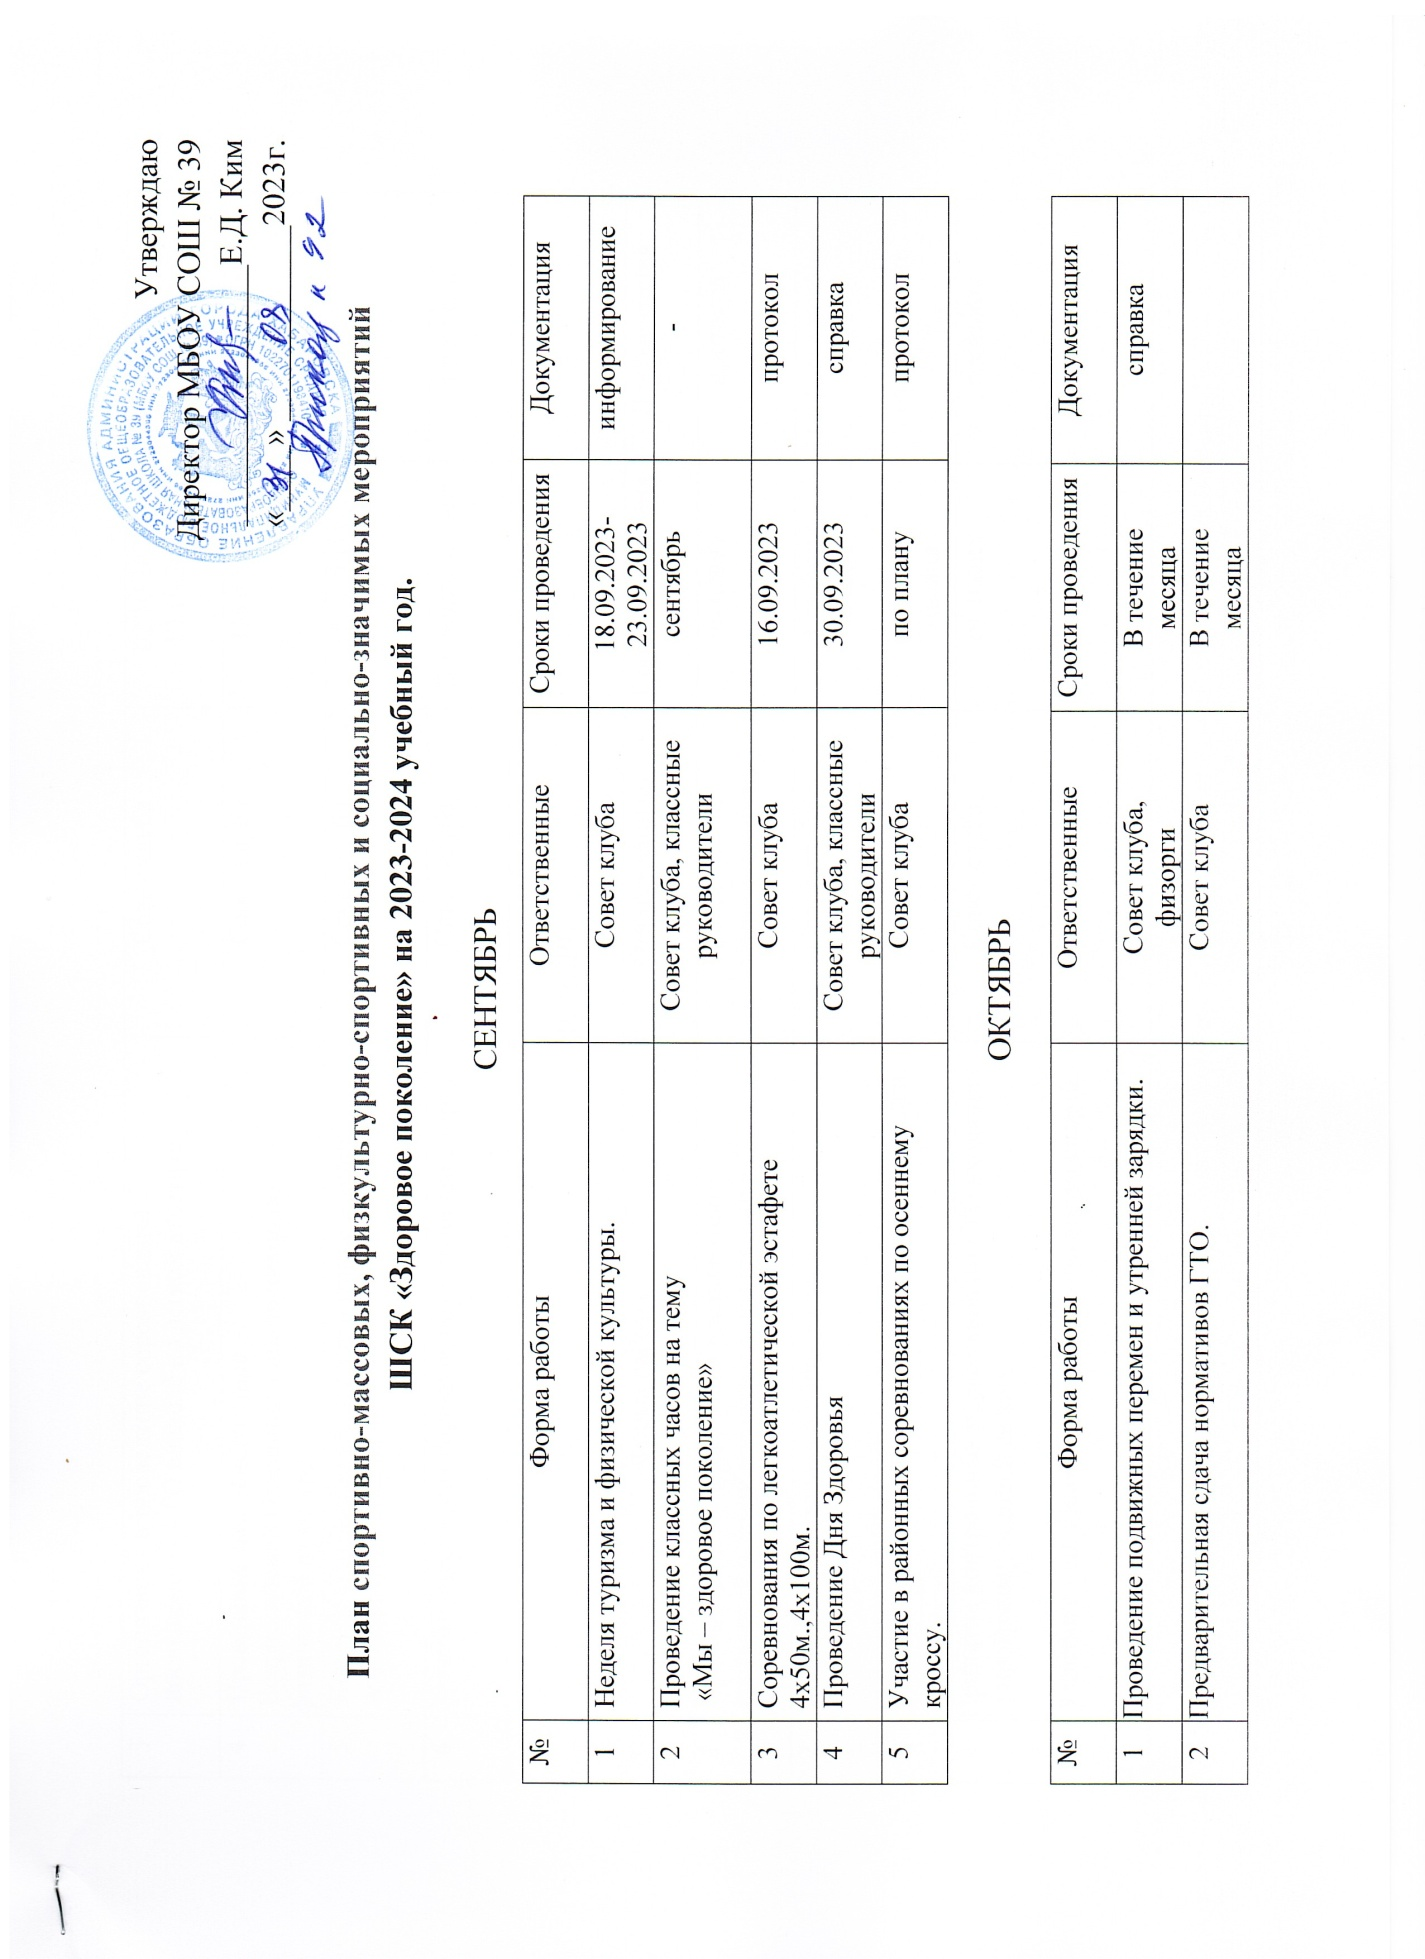 Утверждаю
Директор МБОУ СОШ № 39
Е.Д. Ким
« 31 » 08 2023г.
Приказ № 92
План спортивно-массовых, физкультурно-спортивных и социально-значимых мероприятий
ШСК «Здоровое поколение» на 2023-2024 учебный год.
СЕНТЯБРЬ
№ Форма работы Ответственные Сроки проведения Документация
1 Неделя туризма и физической культуры. Совет клуба 18.09.2023- информирование
23.09.2023
2 Проведение классных часов на тему Совет клуба, классные сентябрь -
«Мы – здоровое поколение» руководители
3 Соревнования по легкоатлетической эстафете Совет клуба 16.09.2023 протокол
4х50м.,4х100м.
4 Проведение Дня Здоровья Совет клуба, классные 30.09.2023 справка
руководители
5 Участие в районных соревнованиях по осеннему Совет клуба по плану протокол
кроссу.
ОКТЯБРЬ
№ Форма работы Ответственные Сроки проведения Документация
1 Проведение подвижных перемен и утренней зарядки. Совет клуба, В течение справка
физорги месяца
2 Предварительная сдача нормативов ГТО. Совет клуба В течение
месяца